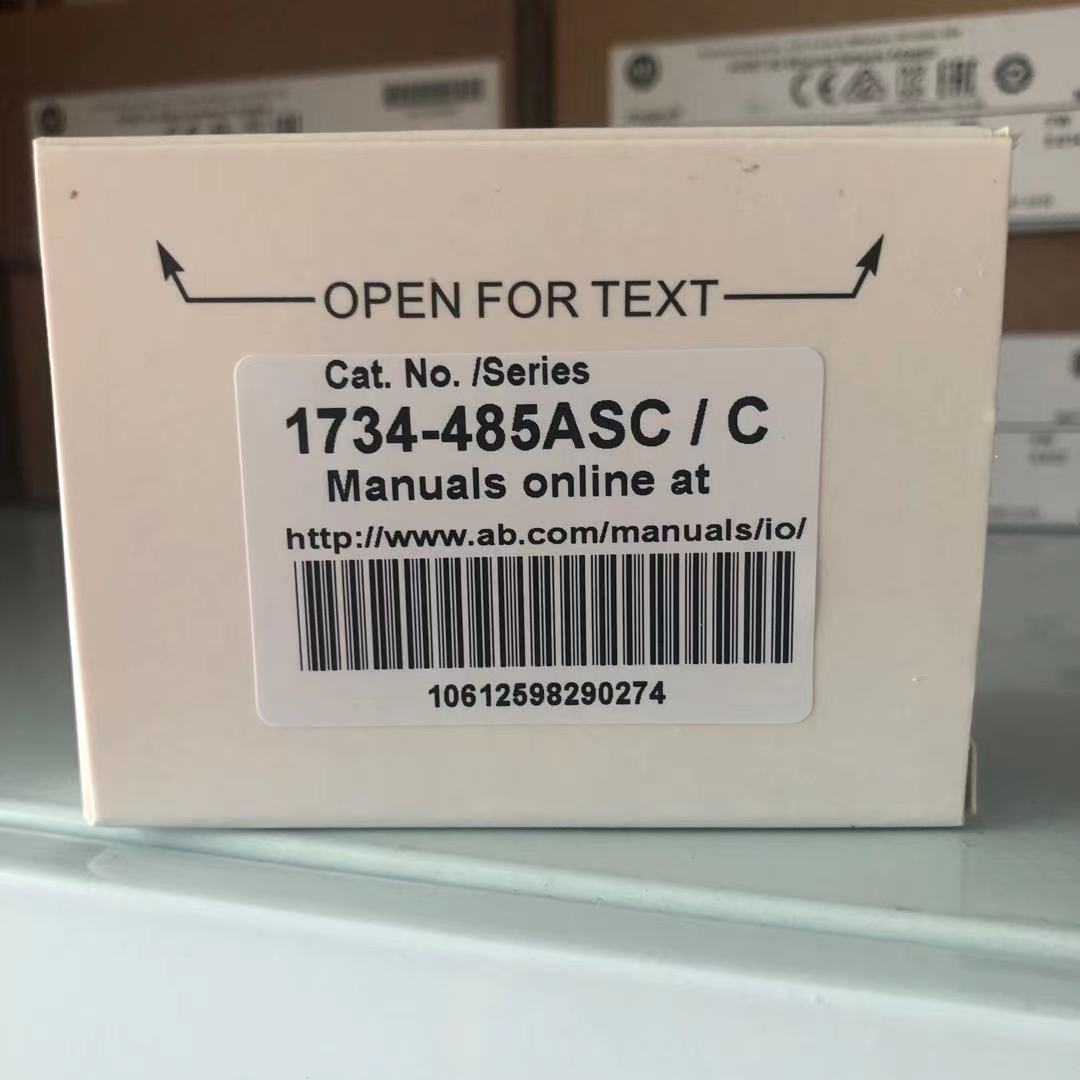 OPEN FOR TEXT
Cat. No. /Series
1734-485ASC / C
Manuals online at
http://www.ab.com/manuals/io/
10612598290274